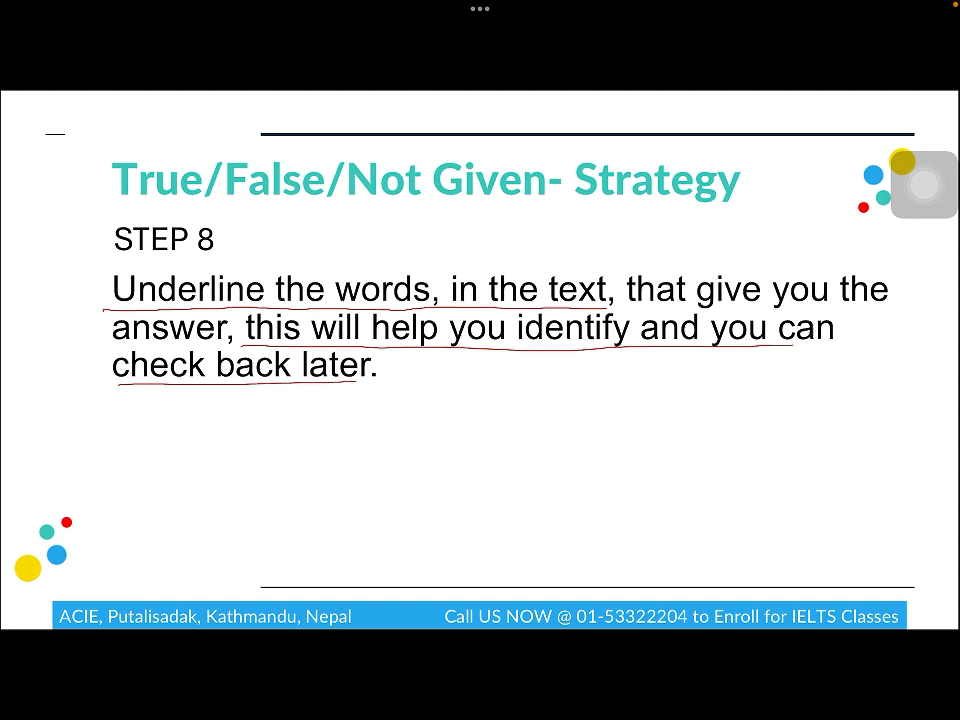 True/False/Not Given- Strategy
STEP 8
Underline the words, in the text, that give you the
answer, this will help you identify and you can
check back later.
ACIE, Putalisadak, Kathmandu, Nepal
Call US NOW @ 01-53322204 to Enroll for IELTS Classes